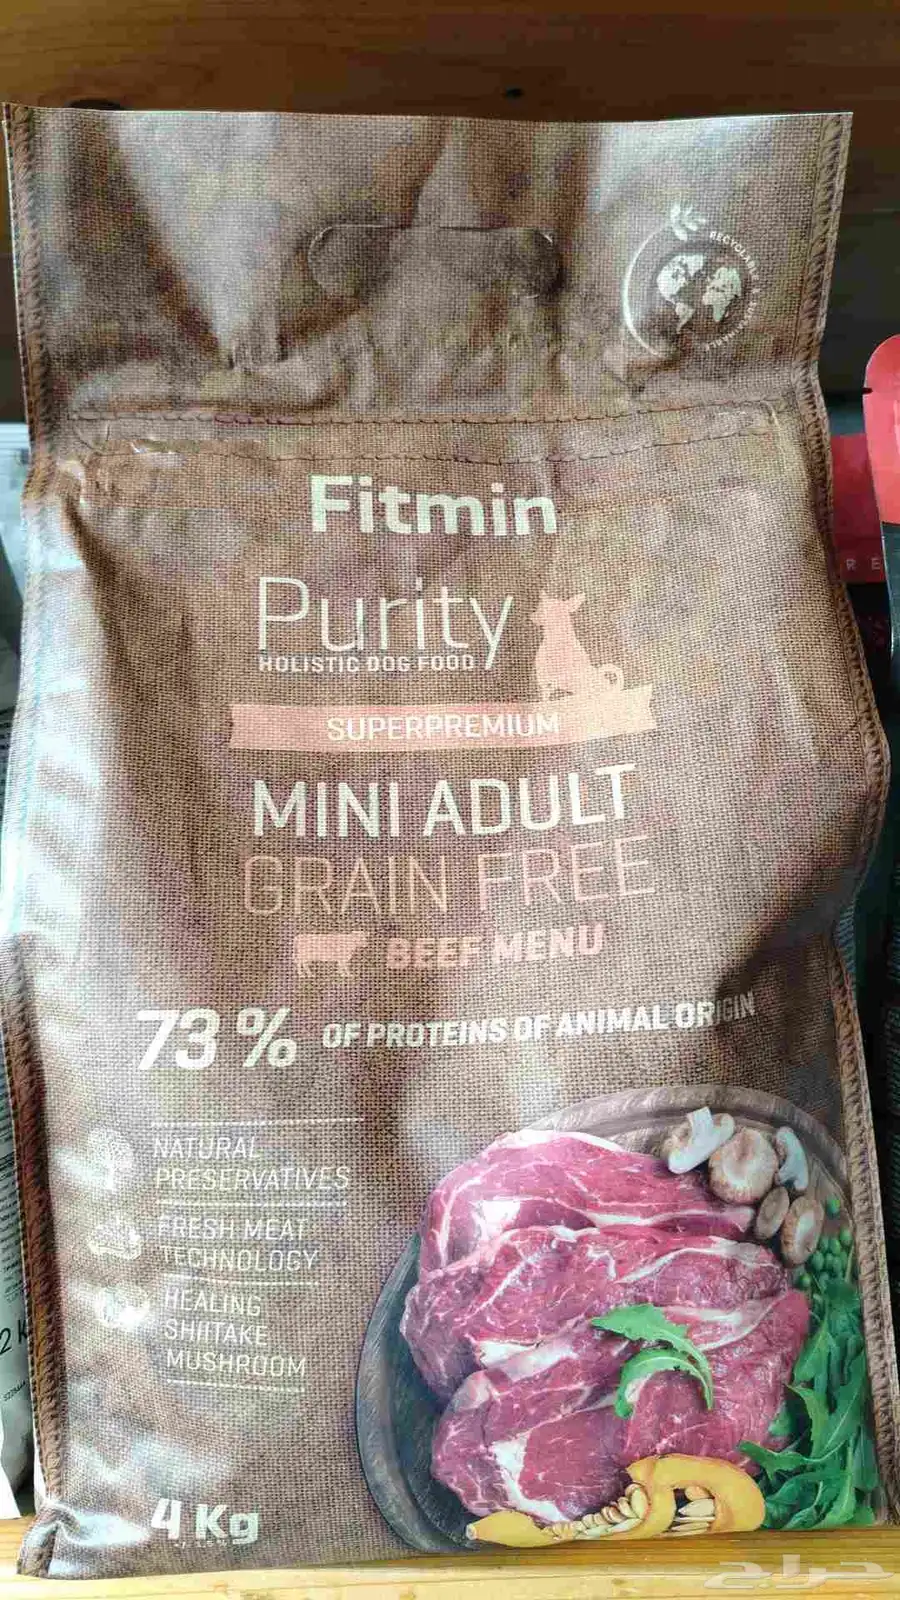 RECYCLABLE
Fitmin
Purity
HOLISTIC DOG FOOD
SUPERPREMIUM
MINI ADULT
GRAIN FREE
BEEF MENU
73 % OF PROTEINS OF ANIMAL ORIGIN
NATURAL
PRESERVATIVES
FRESH MEAT
TECHNOLOGY
HEALING
SHIITAKE
MUSHROOM
4 Kg
حراج